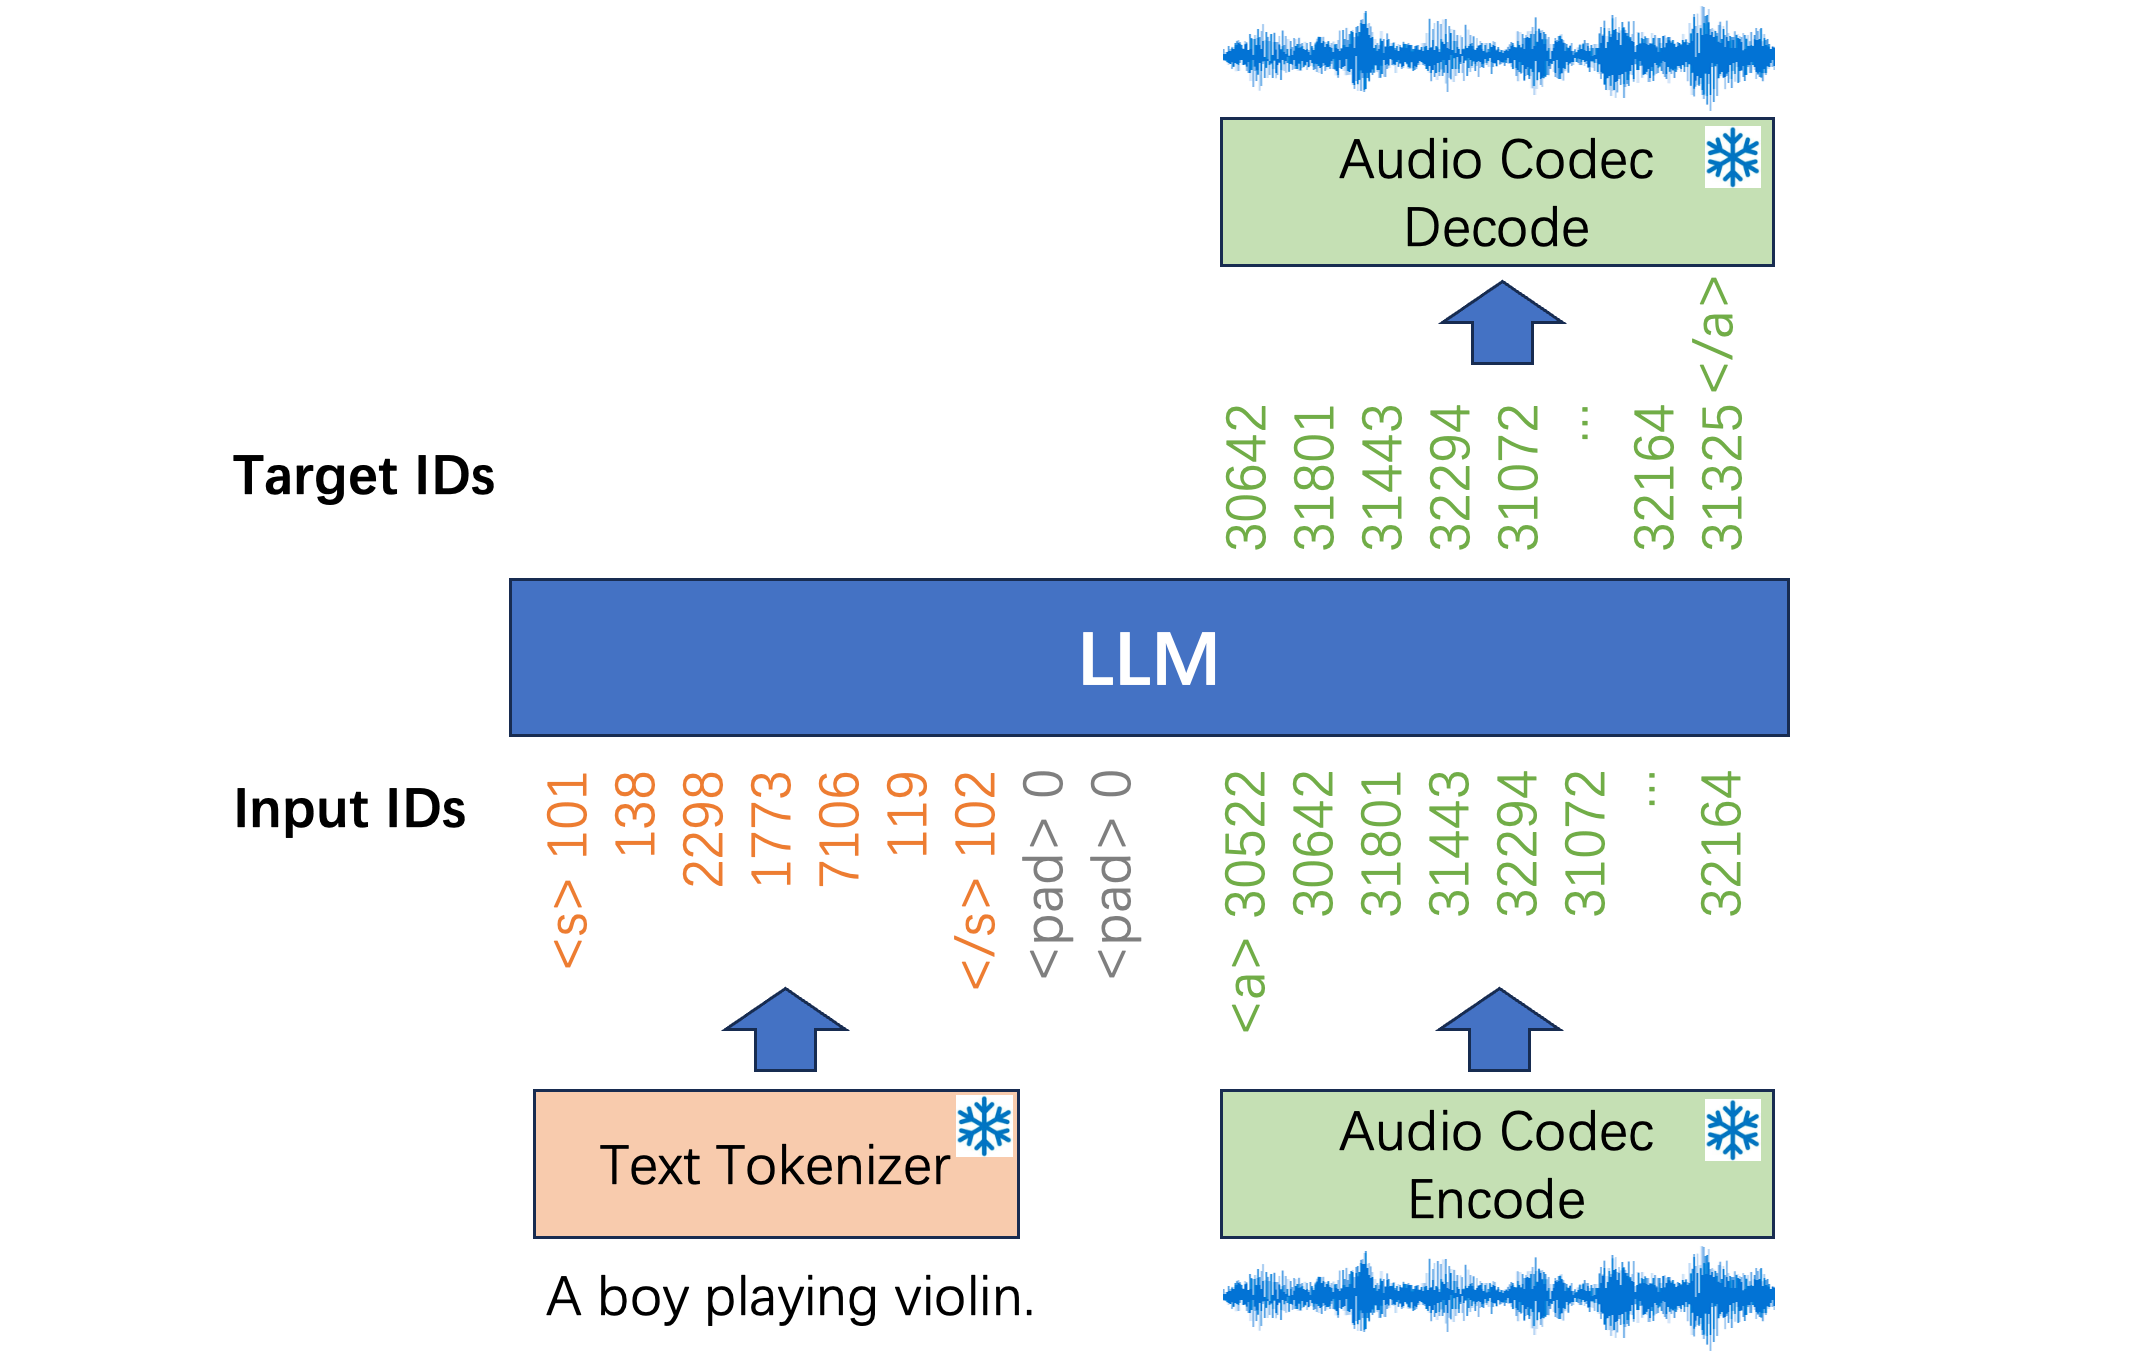 Audio Codec
Decode
</a>
Target IDs
30642
31801
31443
32294
31072
...
32164
31325
LLM
Input IDs
<s> 101
138
2298
1773
7106
119
</s> 102
<pad> 0
<pad> 0
<a> 30522
30642
31801
31443
32294
31072
...
32164
Text Tokenizer
Audio Codec
Encode
A boy playing violin.